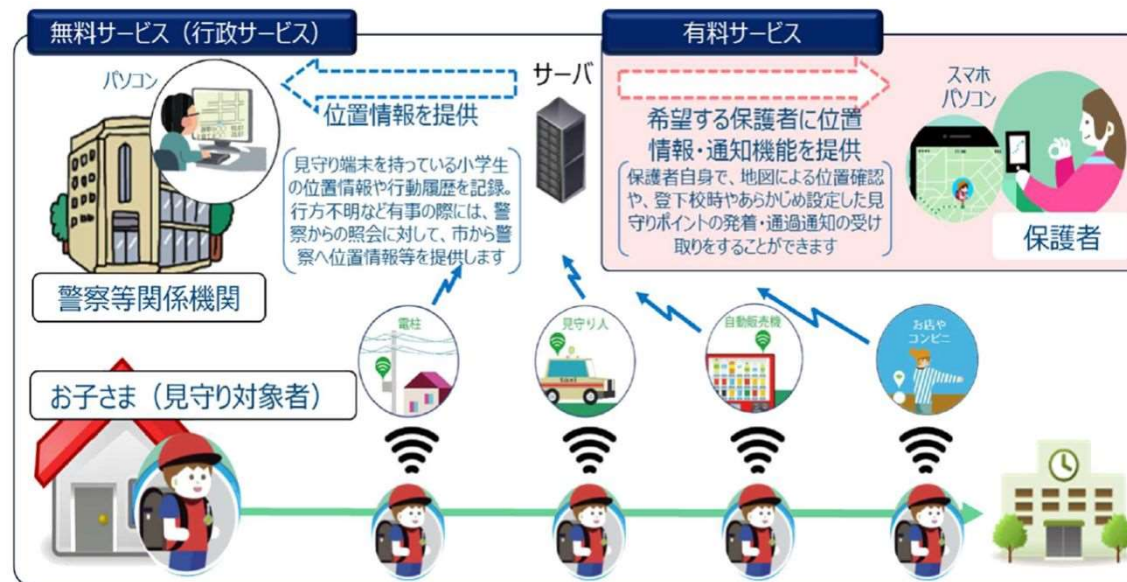 無料サービス（行政サービス）
パソコン
位置情報を提供
見守り端末を持っている小学生
の位置情報や行動履歴を記録。
行方不明など有事の際には、警
察からの照会に対して、市から警
察へ位置情報等を提供します
警察等関係機関
サーバ
有料サービス
希望する保護者に位置
情報・通知機能を提供
保護者自身で、地図による位置確認
や、登下校時やあらかじめ設定した見
守りポイントの発着・通過通知の受け
取りをすることができます
スマホ
パソコン
保護者
電柱
見守り人
taxi
自動販売機
お店や
コンビニ
お子さま（見守り対象者）